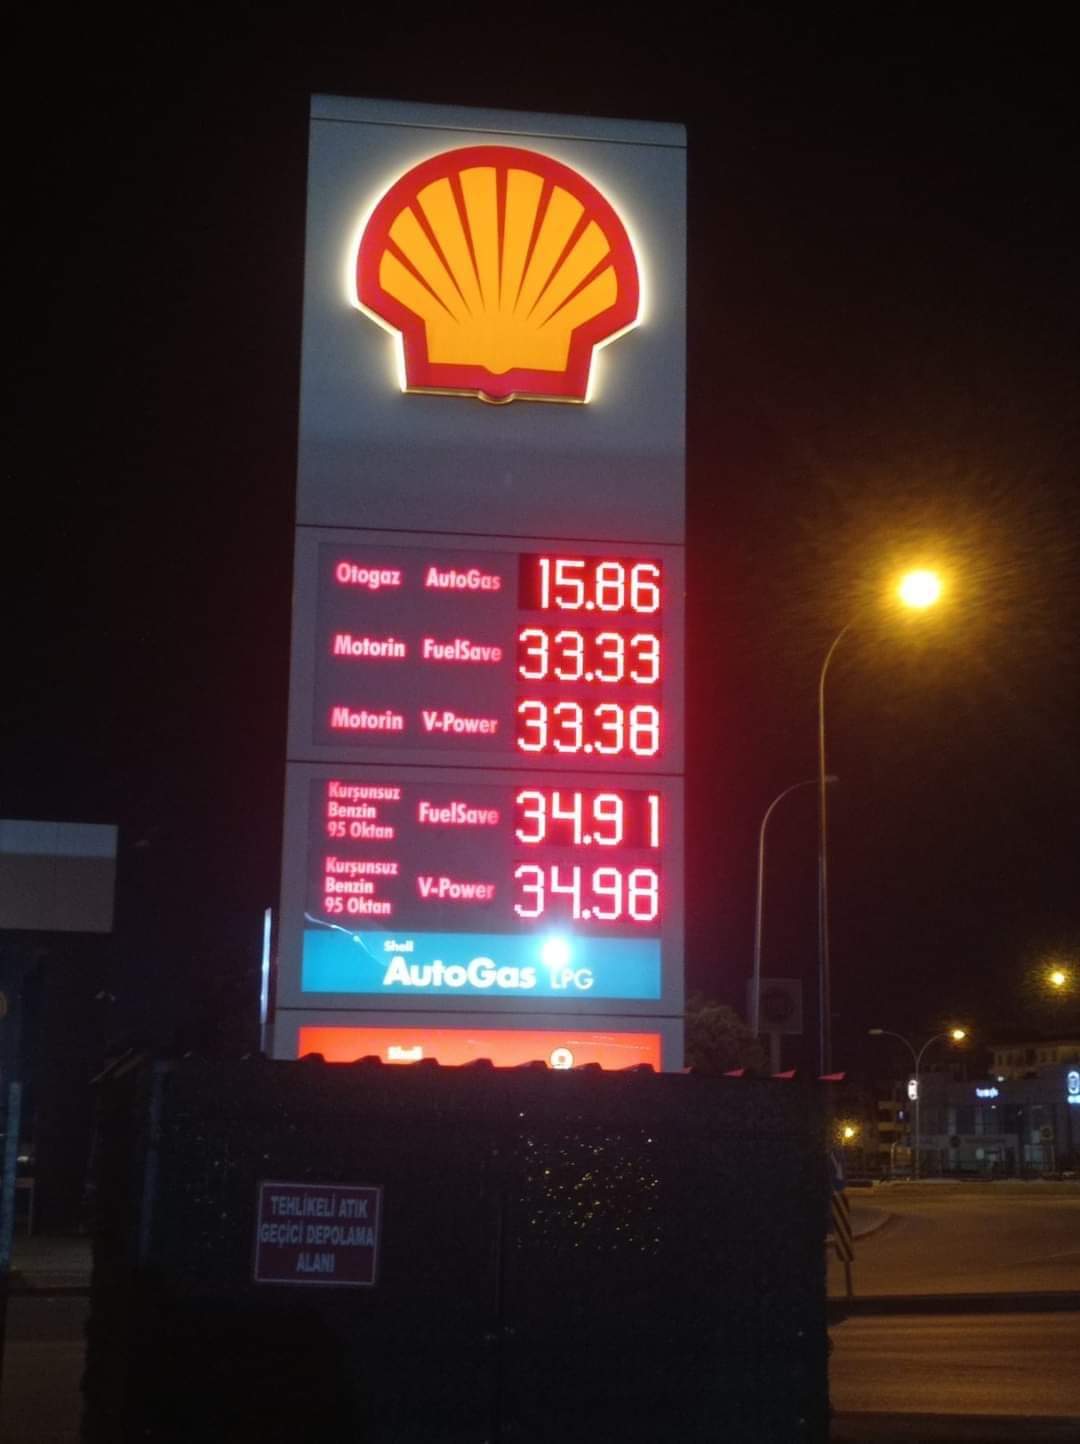 Otogaz AutoGas 15.86
Motorin FuelSave 33.33
Motorin V-Power 33.38
Kurşunsuz
Benzin
95 Oktan
FuelSave 34.91
Kurşunsuz
Benzin
95 Oktan
V-Power 34.98
Shell
AutoGas LPG
Shell
TEHLİKELİ ATIK
GEÇİCİ DEPOLAMA
ALANI